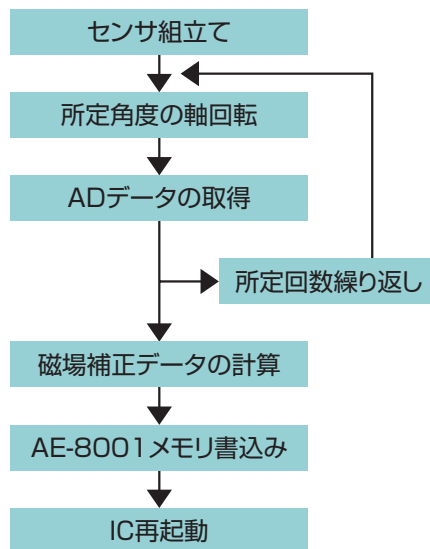 センサ組立て
所定角度の軸回転
ADデータの取得
所定回数繰り返し
磁場補正データの計算
AE-8001メモリ書込み
IC再起動